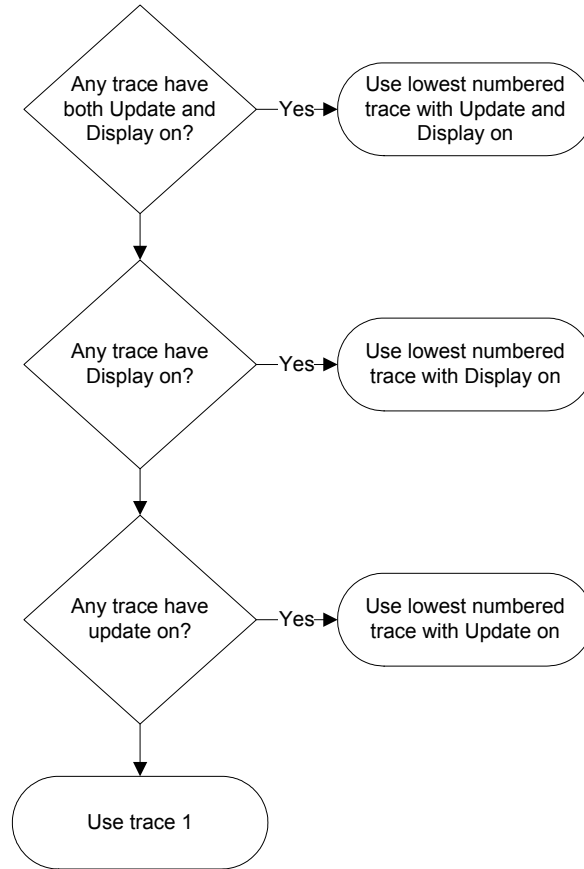 Any trace have
both Update and
Display on?
Yes
Use lowest numbered
trace with Update and
Display on
Any trace have
Display on?
Yes
Use lowest numbered
trace with Display on
Any trace have
update on?
Yes
Use lowest numbered
trace with Update on
Use trace 1